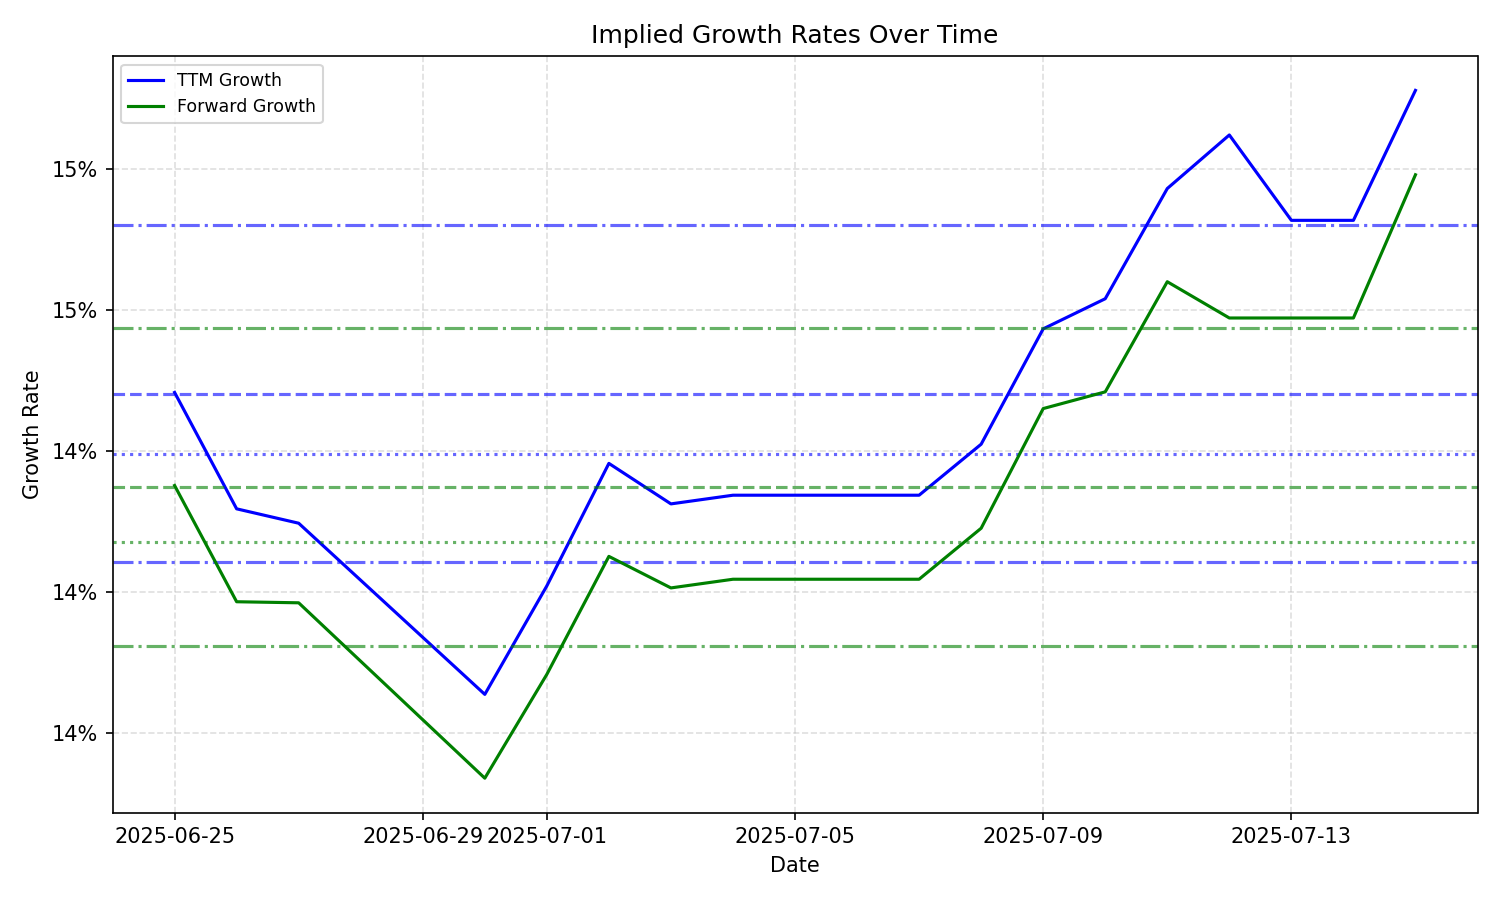 Implied Growth Rates Over Time
TTM Growth
Forward Growth
15%
15%
14%
14%
14%
Growth Rate
2025-06-25
2025-06-29
2025-07-01
2025-07-05
2025-07-09
2025-07-13
Date